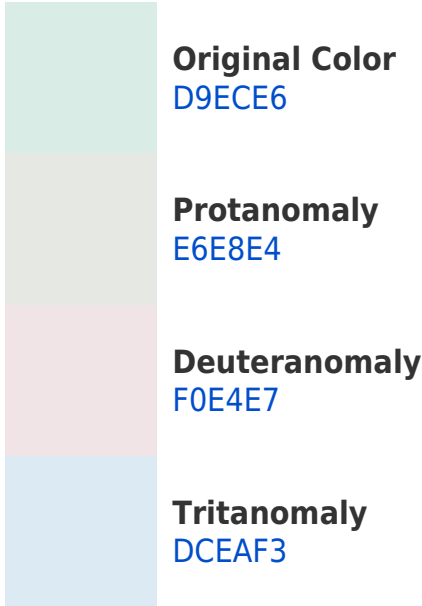 Original Color
D9ECE6
Protanomaly
E6E8E4
Deuteranomaly
F0E4E7
Tritanomaly
DCEAF3